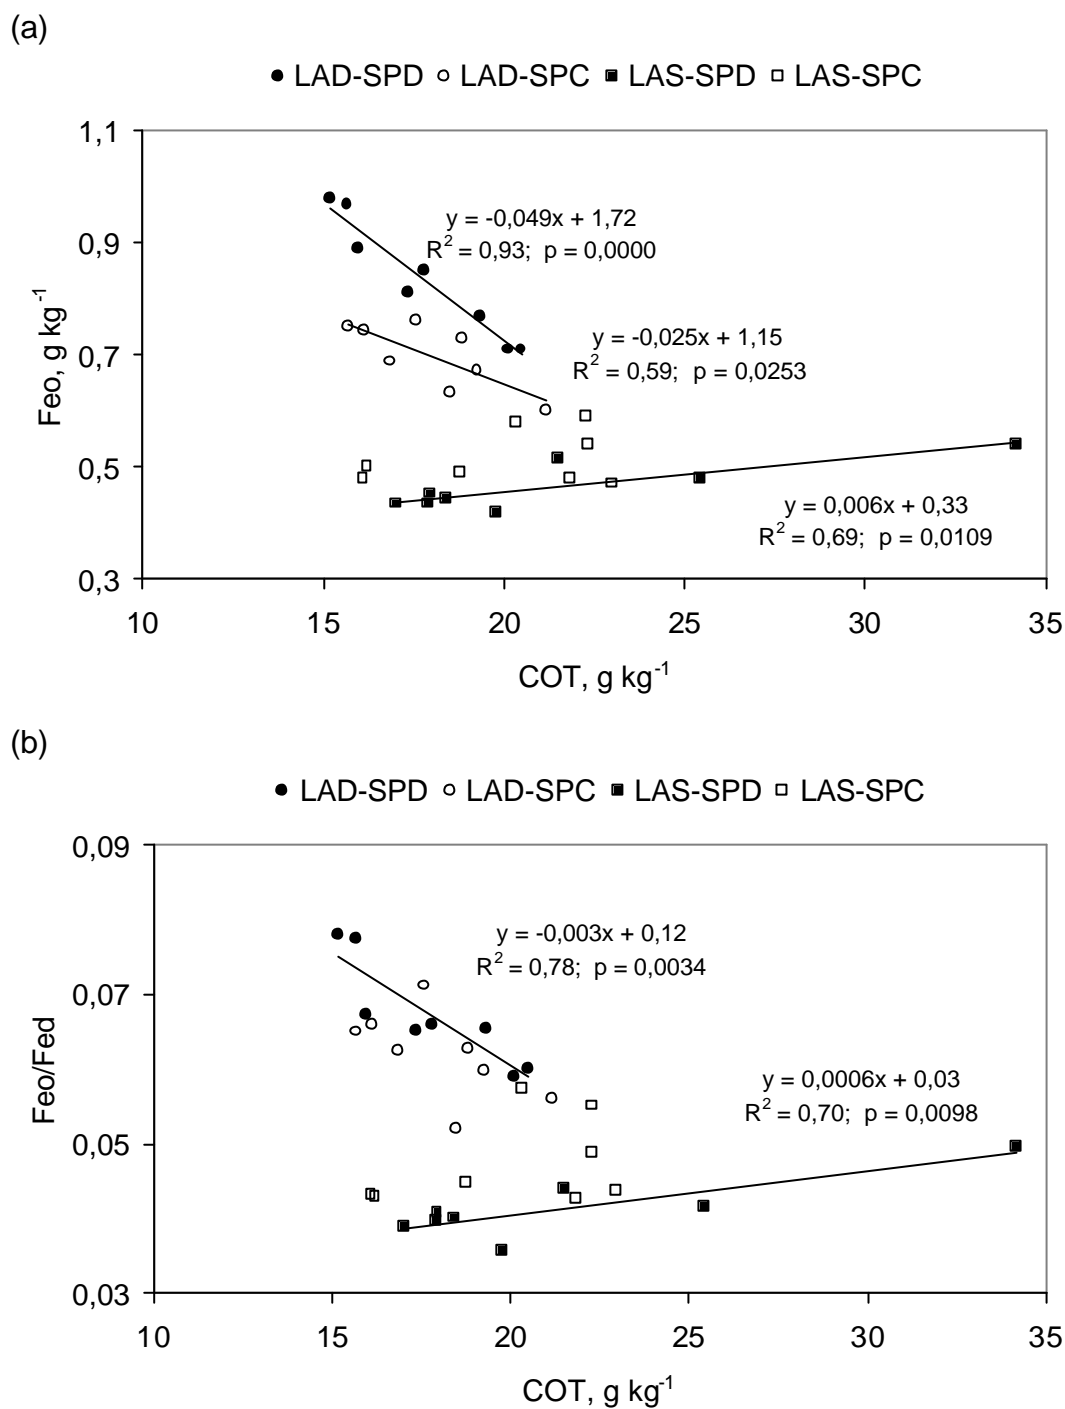 (a)
LAD-SPD LAD-SPC LAS-SPD LAS-SPC
1,1
0,9
0,7
0,5
0,3
Feo, g kg-1
y = -0,049x + 1,72
R2 = 0,93; p = 0,0000
y = -0,025x + 1,15
R2 = 0,59; p = 0,0253
y = 0,006x + 0,33
R2 = 0,69; p = 0,0109
10 15 20 25 30 35
COT, g kg-1
(b)
LAD-SPD LAD-SPC LAS-SPD LAS-SPC
0,09
0,07
0,05
0,03
Feo/Fed
y = -0,003x + 0,12
R2 = 0,78; p = 0,0034
y = 0,0006x + 0,03
R2 = 0,70; p = 0,0098
10 15 20 25 30 35
COT, g kg-1